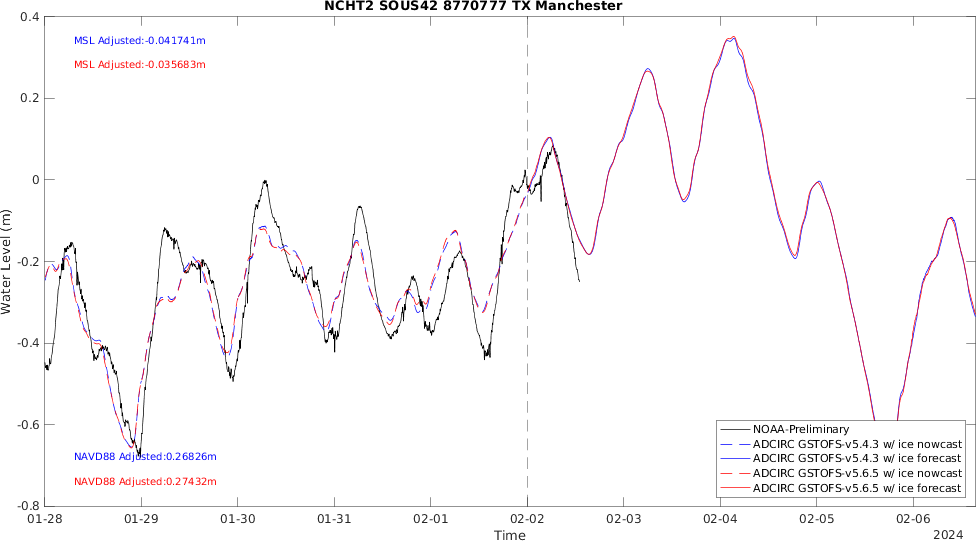 NCHT2 SOUS42 8770777 TX Manchester
0.4
MSL Adjusted:-0.041741m
MSL Adjusted:-0.035683m
0.2
0
-0.2
-0.4
-0.6
-0.8
Water Level (m)
NAVD88 Adjusted:0.26826m
NAVD88 Adjusted:0.27432m
NOAA-Preliminary
ADCIRC GSTOFS-v5.4.3 w/ ice nowcast
ADCIRC GSTOFS-v5.4.3 w/ ice forecast
ADCIRC GSTOFS-v5.6.5 w/ ice nowcast
ADCIRC GSTOFS-v5.6.5 w/ ice forecast
01-28 01-29 01-30 01-31 02-01 02-02 02-03 02-04 02-05 02-06
Time
2024